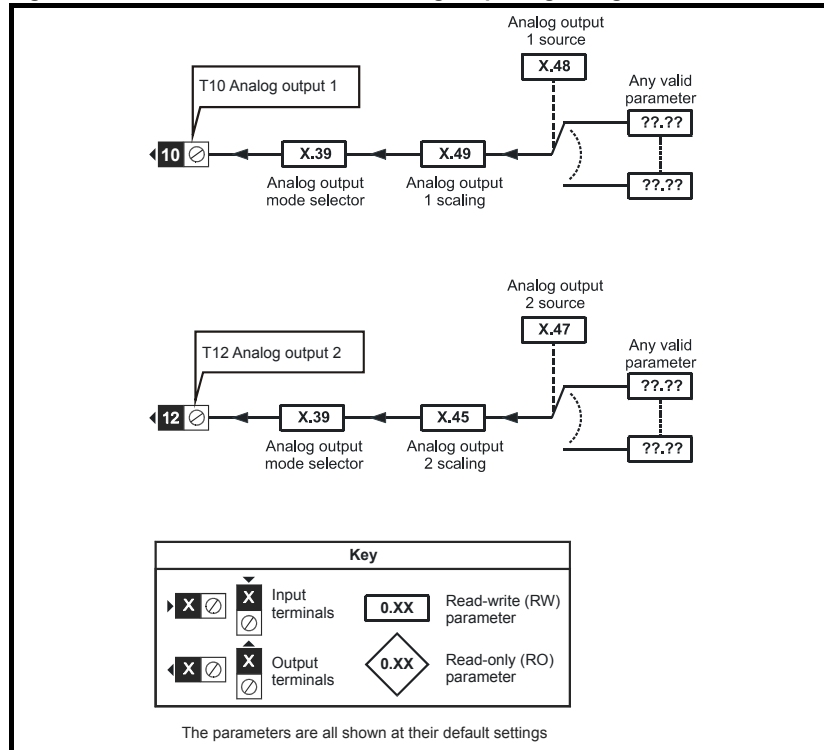 Analog output
1 source
X.48
T10 Analog output 1
Any valid
parameter
??.??
10
X.39
X.49
Analog output
mode selector
Analog output
1 scaling
??.??
Analog output
2 source
X.47
T12 Analog output 2
Any valid
parameter
??.??
12
X.39
X.45
Analog output
mode selector
Analog output
2 scaling
??.??
Key
X
X
Input
terminals
0.XX
Read-write (RW)
parameter
X
X
Output
terminals
0.XX
Read-only (RO)
parameter
The parameters are all shown at their default settings